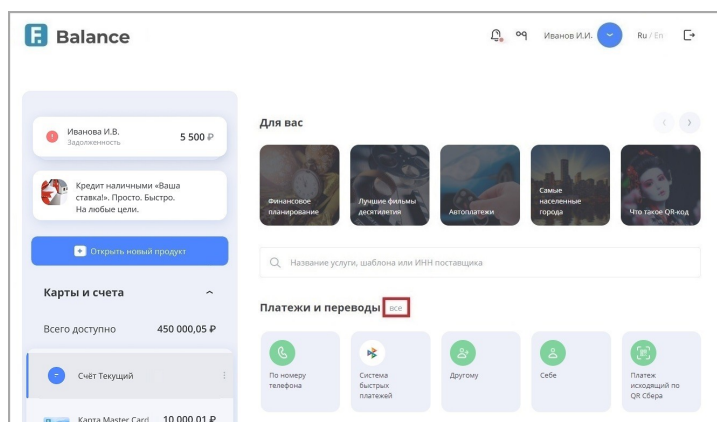 F. Balance
Иванов И.И.
Ru / En
Иванова И.В.
Задолженность
5 500 ₽
Кредит наличными «Ваша
ставка!». Просто. Быстро.
На любые цели.
Открыть новый продукт
Карты и счета
Всего доступно 450 000,05 ₽
Счёт Текущий
Карта Master Card 10 000,01 ₽
Для вас
Финансовое
планирование
Лучшие фильмы
десятилетия
Автоплатежи
Самые
населенные
города
Что такое QR-код
Название услуги, шаблона или ИНН поставщика
Платежи и переводы все
По номеру
телефона
Система
быстрых
платежей
Другому
Себе
Платеж
исходящий по
QR Сбера